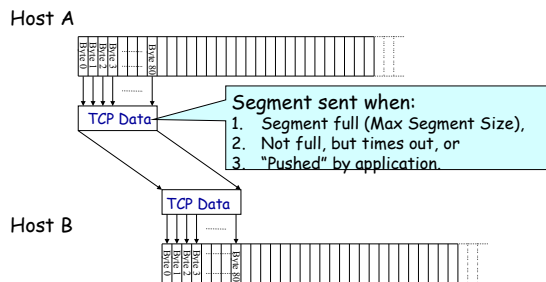 Host A
Byte 0
Byte 1
Byte 2
Byte 3
Byte 80
TCP Data
Segment sent when:
1. Segment full (Max Segment Size),
2. Not full, but times out, or
3. “Pushed” by application.
TCP Data
Host B
Byte 0
Byte 1
Byte 2
Byte 3
Byte 80